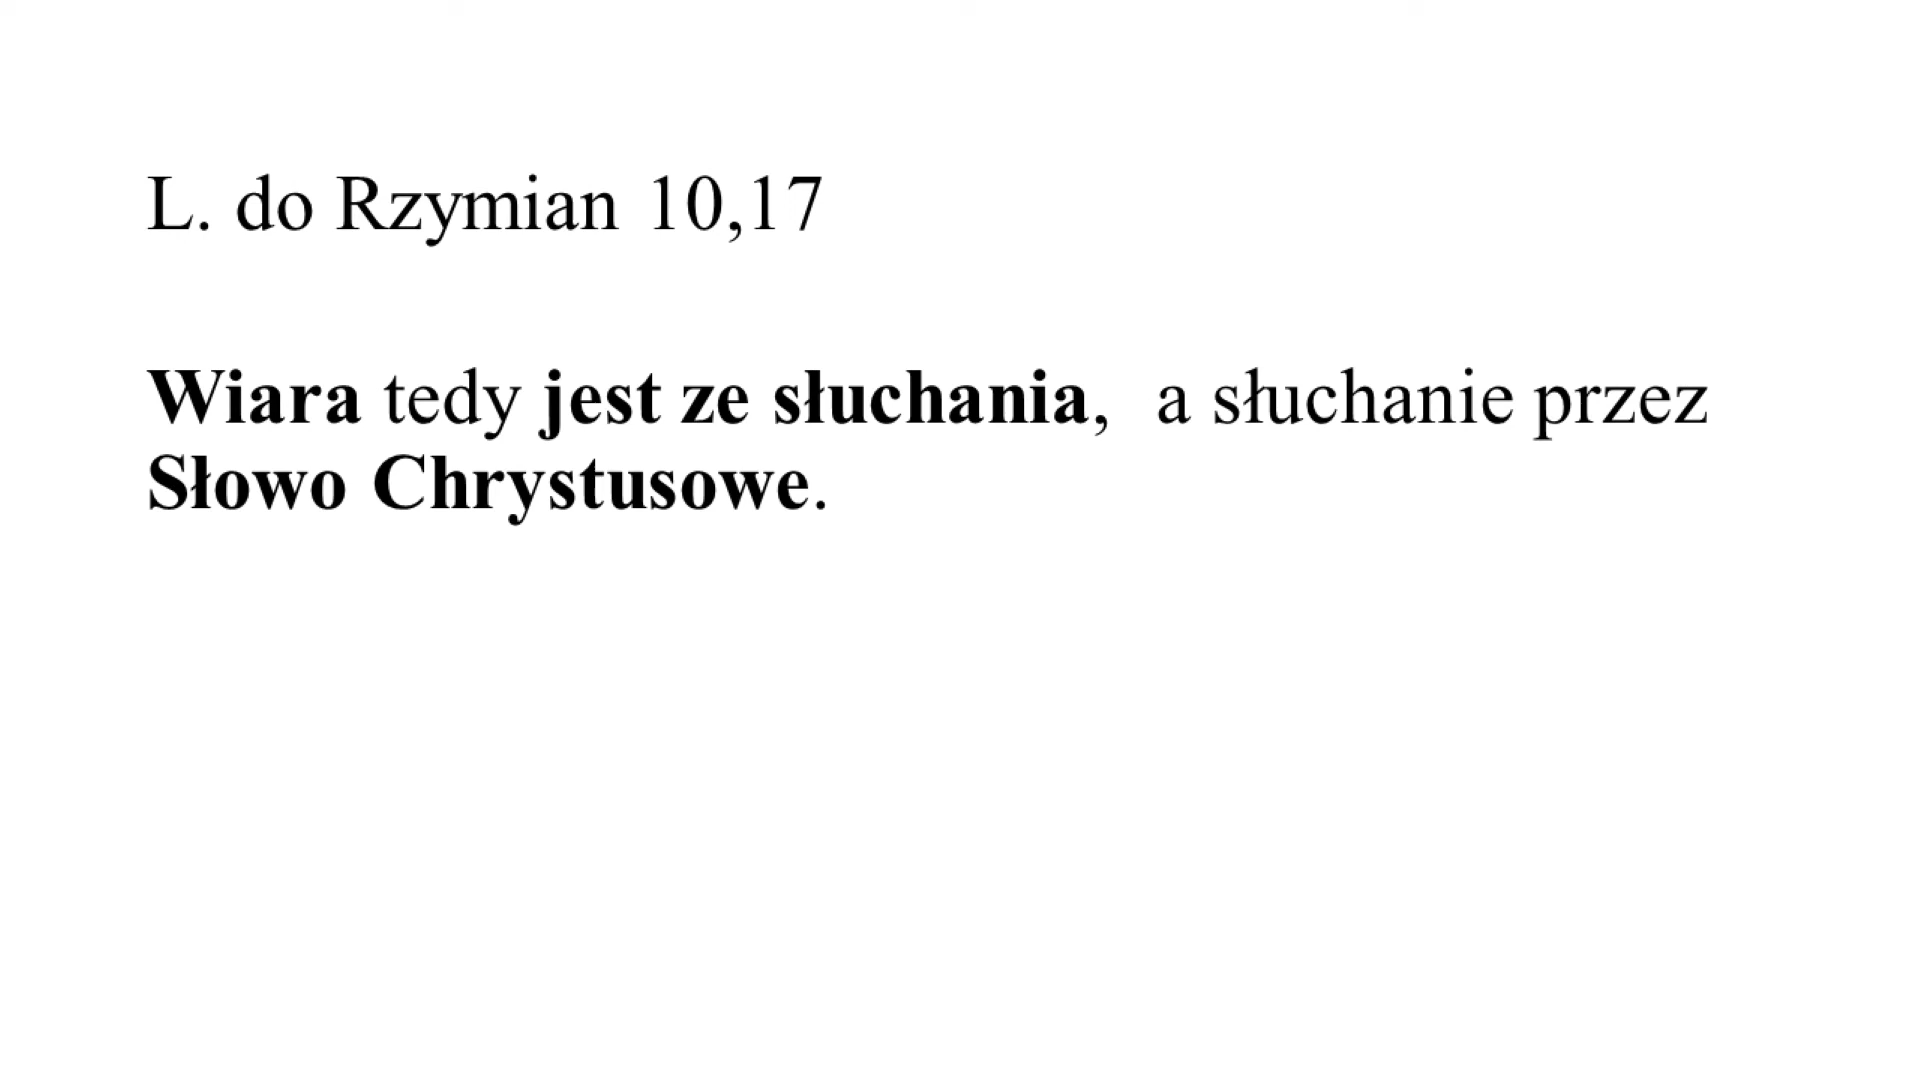 L. do Rzymian 10,17
Wiara tedy jest ze słuchania, a słuchanie przez
Słowo Chrystusowe.